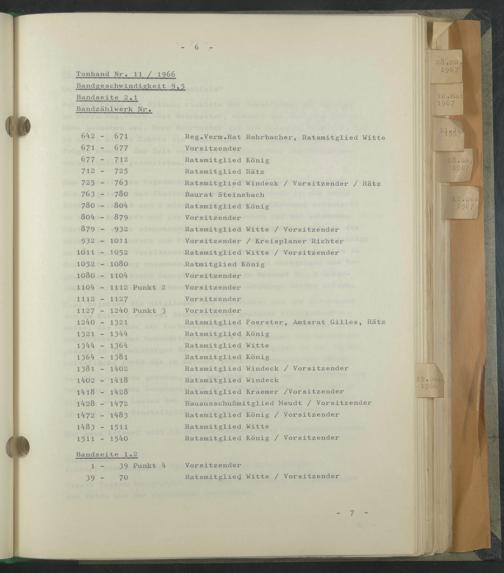 - 6 -
Tonband Nr. 11 / 1966
Bandgeschwindigkeit 9,5
Bandseite 2.1
Bandzählwerk Nr.
642 - 671 Reg.Verm.Rat Rohrbacher, Ratsmitglied Witte
671 - 677 Vorsitzender
677 - 712 Ratsmitglied König
712 - 725 Ratsmitglied Rätz
725 - 763 Ratsmitglied Windeck / Vorsitzender / Rätz
763 - 780 Baurat Steinebach
780 - 804 Ratsmitglied König
804 - 879 Vorsitzender
879 - 932 Ratsmitglied Witte / Vorsitzender
932 - 1011 Vorsitzender / Kreisplaner Richter
1011 - 1052 Ratsmitglied Witte / Vorsitzender
1052 - 1080 Ratmitglied König
1080 - 1104 Vorsitzender
1104 - 1112 Punkt 2 Vorsitzender
1112 - 1127 Vorsitzender
1127 - 1240 Punkt 3 Vorsitzender
1240 - 1321 Ratsmitglied Foerster, Amtsrat Gilles, Rätz
1321 - 1344 Ratsmitglied König
1344 - 1364 Ratsmitglied Witte
1364 - 1381 Ratsmitglied König
1381 - 1402 Ratsmitglied Windeck / Vorsitzender
1402 - 1418 Ratsmitglied Windeck
1418 - 1428 Ratsmitglied Kraemer /Vorsitzender
1428 - 1472 Bauausschußmitglied Neudt / Vorsitzender
1472 - 1483 Ratsmitglied König / Vorsitzender
1483 - 1511 Ratsmitglied Witte
1511 - 1540 Ratsmitglied König / Vorsitzender
Bandseite 1.2
1 - 39 Punkt 4 Vorsitzender
39 - 70 Ratsmitglied Witte / Vorsitzender
- 7 -
1967
1967
1967